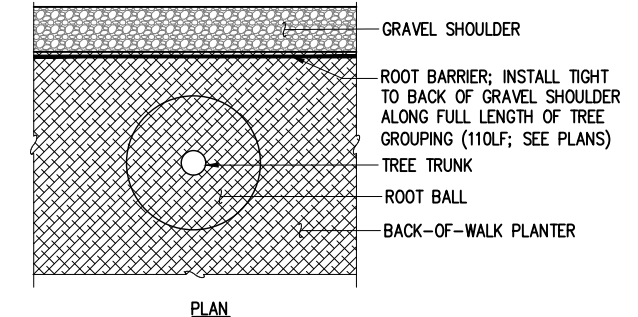 GRAVEL SHOULDER
ROOT BARRIER; INSTALL TIGHT
TO BACK OF GRAVEL SHOULDER
ALONG FULL LENGTH OF TREE
GROUPING (110LF; SEE PLANS)
TREE TRUNK
ROOT BALL
BACK-OF-WALK PLANTER
PLAN